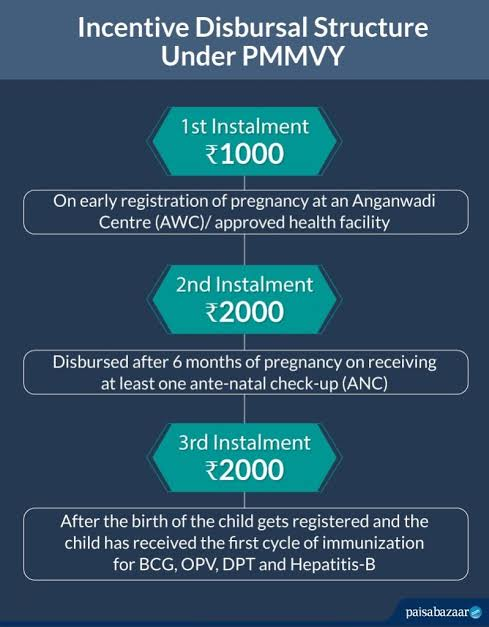 Incentive Disbursal Structure
Under PMMVY
1st Instalment
₹1000
On early registration of pregnancy at an Anganwadi
Centre (AWC)/ approved health facility
2nd Instalment
₹2000
Disbursed after 6 months of pregnancy on receiving
at least one ante-natal check-up (ANC)
3rd Instalment
₹2000
After the birth of the child gets registered and the
child has received the first cycle of immunization
for BCG, OPV, DPT and Hepatitis-B
paisabazaar